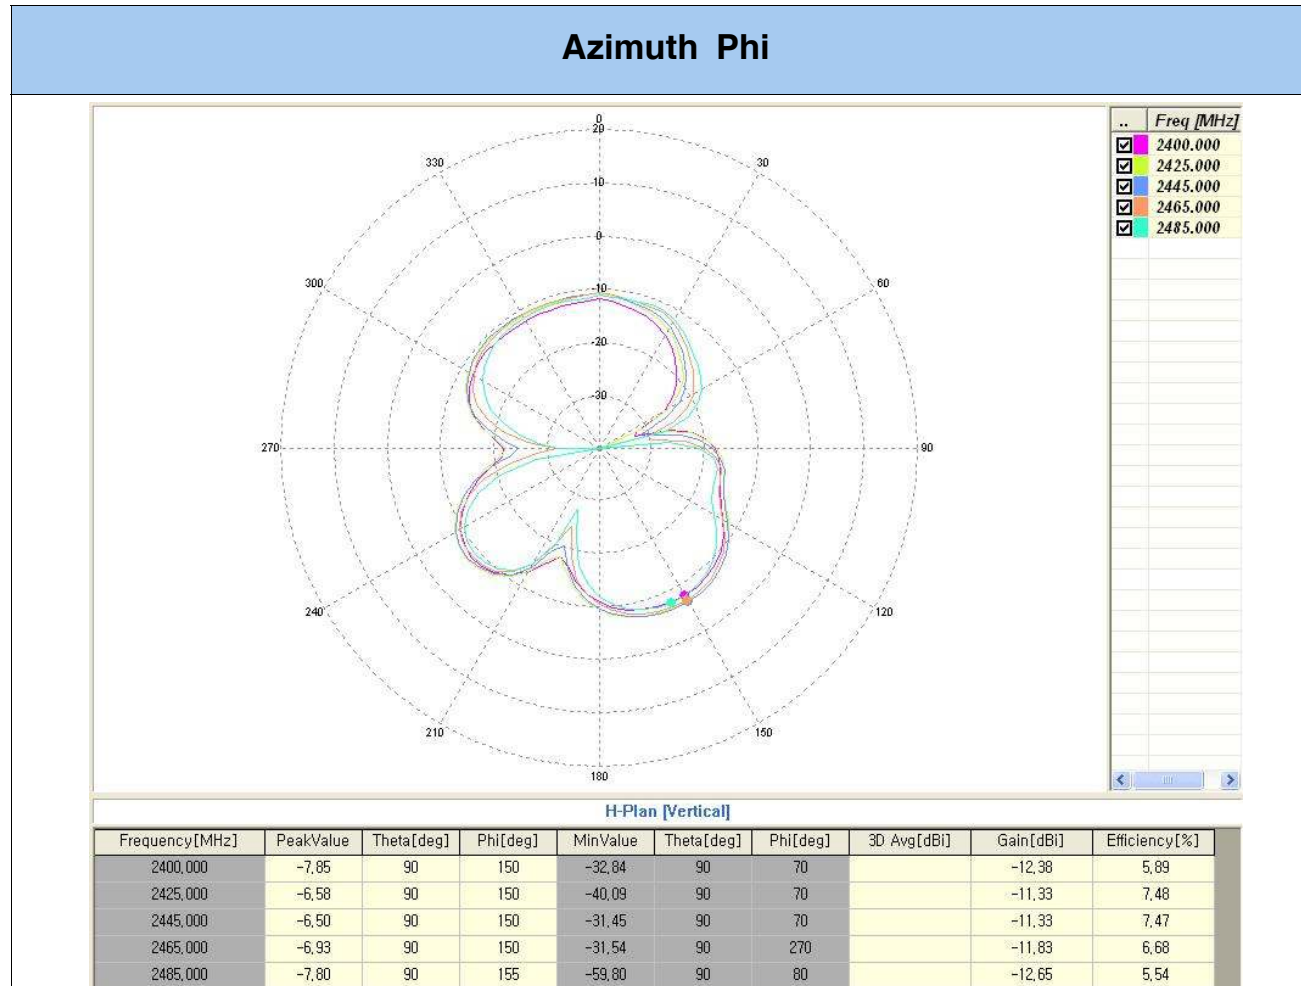 Azimuth Phi
.. Freq [MHz]
2400.000
2425.000
2445.000
2465.000
2485.000
0
20
330
30
10
0
300
60
-10
-20
-30
270
90
240
120
210
150
180
H-Plan [Vertical]
Frequency[MHz] PeakValue Theta[deg] Phi[deg] MinValue Theta[deg] Phi[deg] 3D Avg[dBi] Gain[dBi] Efficiency[%]
2400,000 -7,85 90 150 -32,84 90 70 -12,38 5,89
2425,000 -6,58 90 150 -40,09 90 70 -11,33 7,48
2445,000 -6,50 90 150 -31,45 90 70 -11,33 7,47
2465,000 -6,93 90 150 -31,54 90 270 -11,83 6,68
2485,000 -7,80 90 155 -59,80 90 80 -12,65 5,54